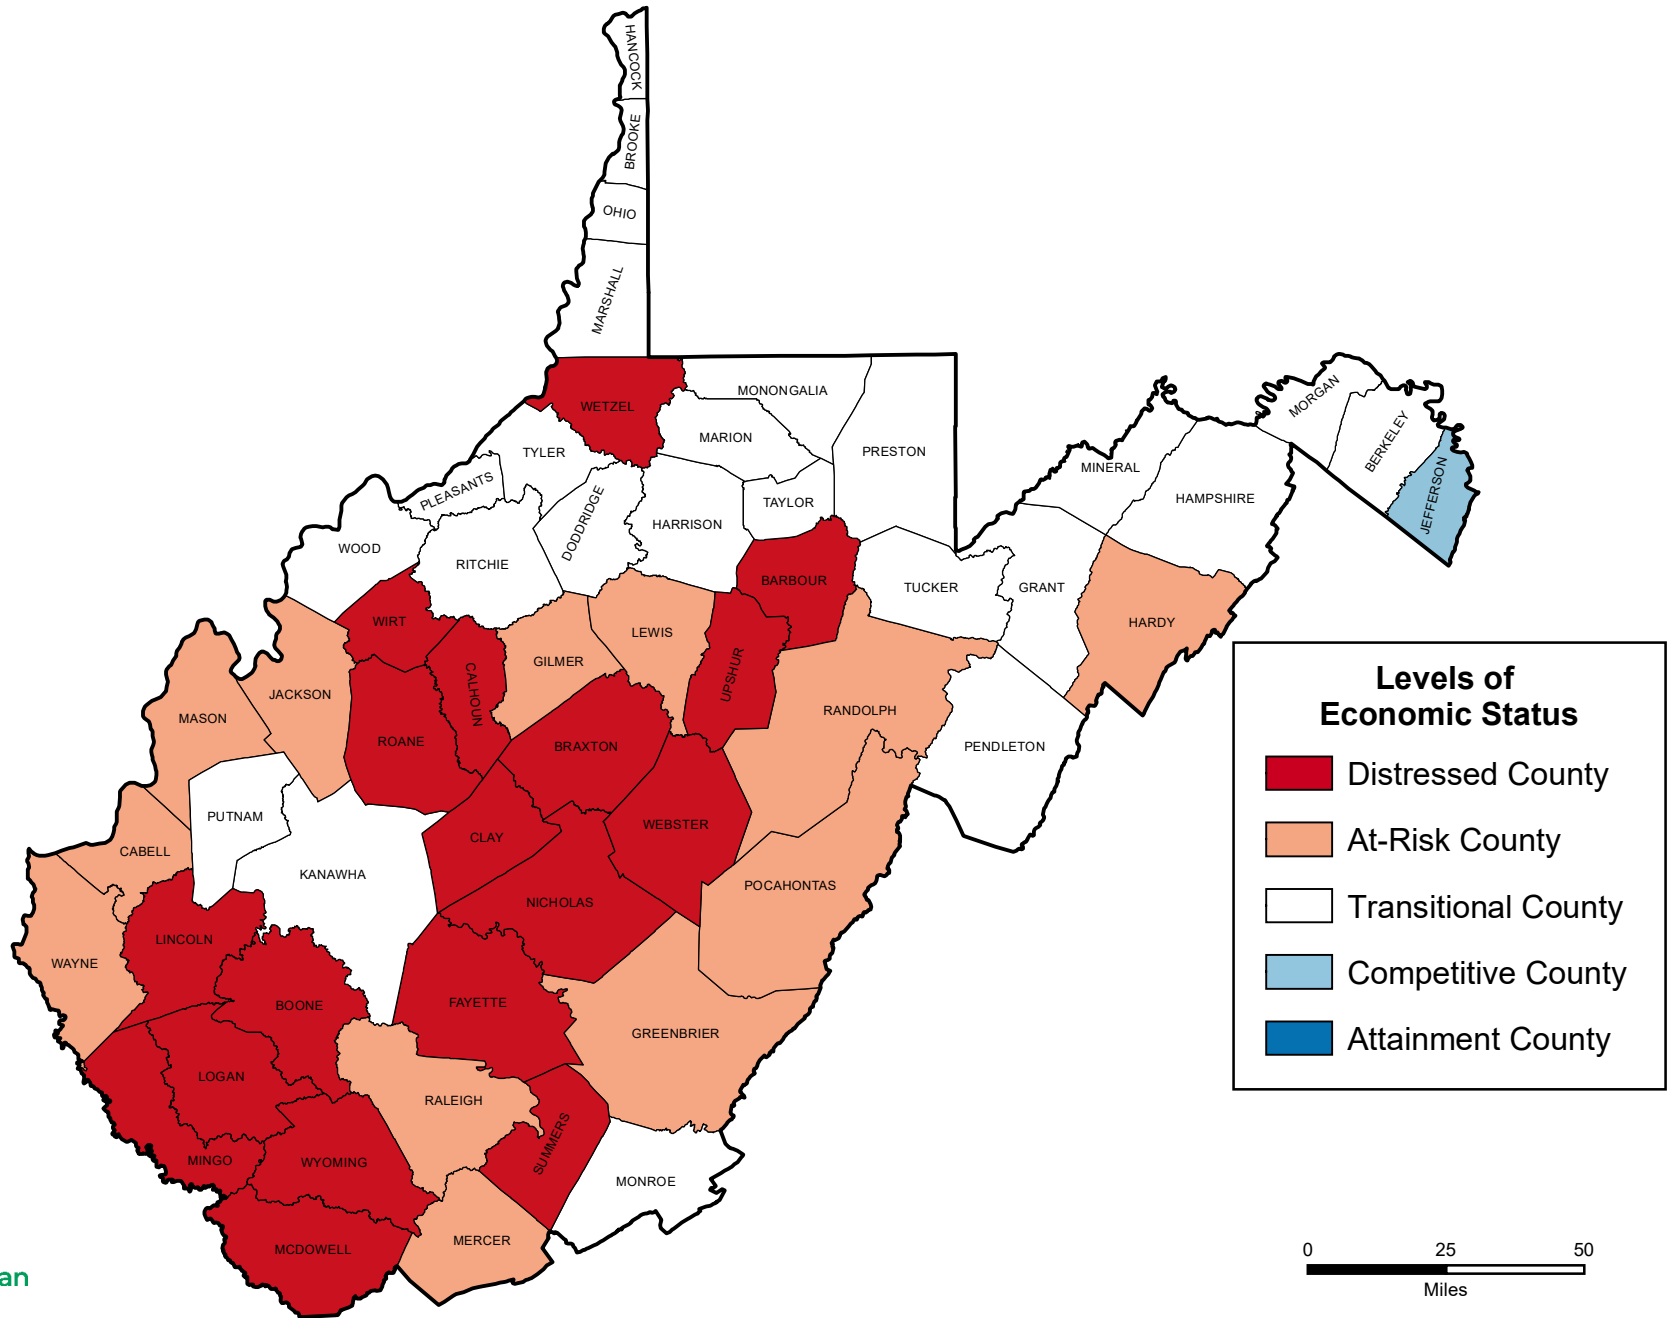 HANCOCK
BROOKE
OHIO
MARSHALL
WETZEL
MONONGALIA
MARION
PRESTON
TYLER
PLEASANTS
DODDRIDGE
HARRISON
TAYLOR
MINERAL
HAMPSHIRE
MORGAN
BERKELEY
JEFFERSON
WOOD
RITCHIE
BARBOUR
TUCKER
GRANT
HARDY
WIRT
CALHOUN
GILMER
LEWIS
UPSHUR
RANDOLPH
PENDLETON
JACKSON
MASON
ROANE
BRAXTON
PUTNAM
CLAY
WEBSTER
CABELL
KANAWHA
POCAHONTAS
NICHOLAS
LINCOLN
WAYNE
BOONE
FAYETTE
GREENBRIER
LOGAN
RALEIGH
SUMMERS
MINGO
WYOMING
MONROE
MCDOWELL
MERCER
Levels of
Economic Status
Distressed County
At-Risk County
Transitional County
Competitive County
Attainment County
0 25 50
Miles
an